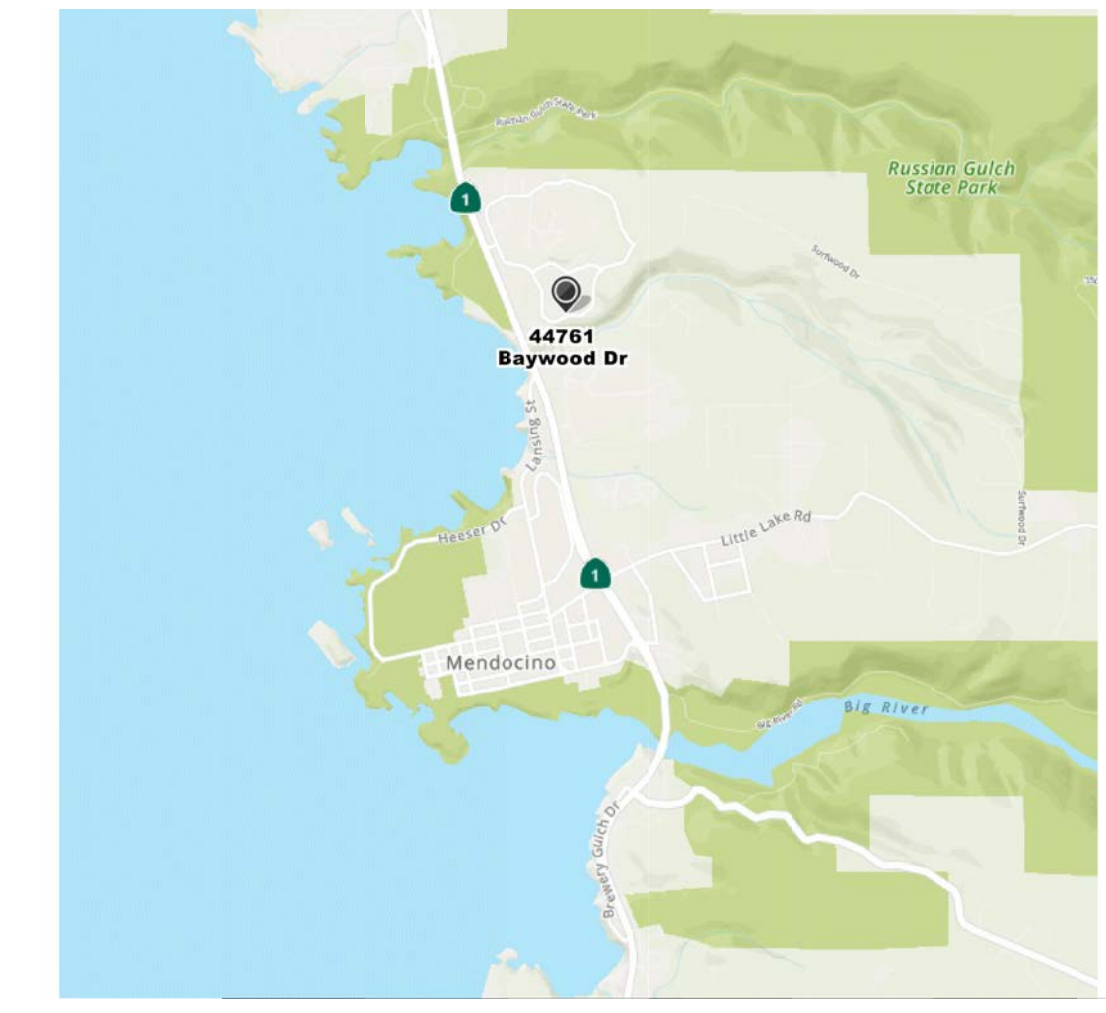 Russian Gulch State Park
Russian Gulch
State Park
1
Surfwood Dr
44761
Baywood Dr
Lansing St
Heeser Dr
Little Lake Rd
Surfwood Dr
1
Mendocino
Big River Rd
Big River
Brewery Gulch Dr